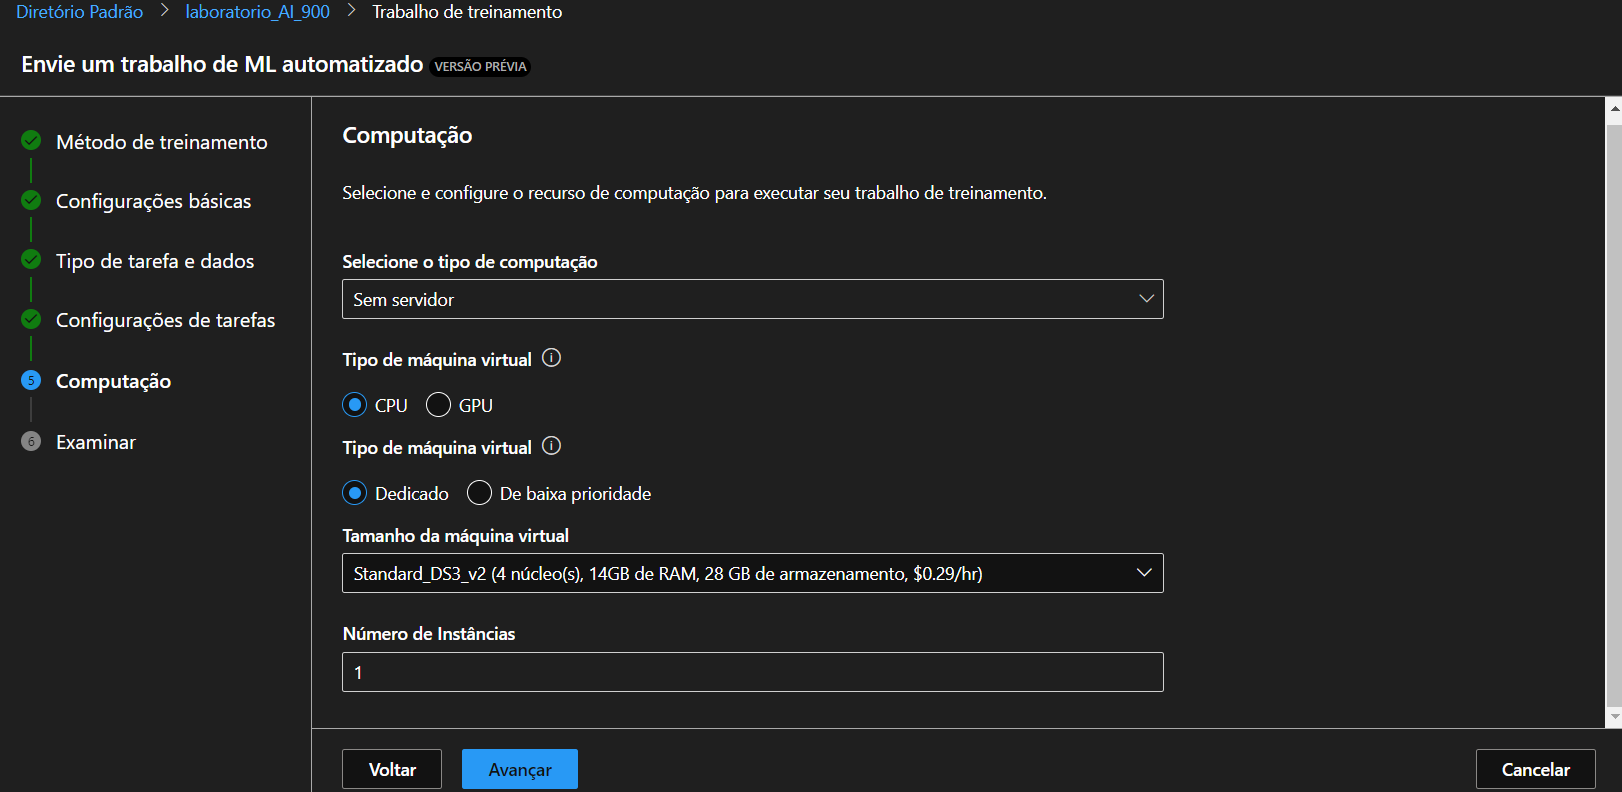 Diretório Padrão > laboratorio_AI_900 > Trabalho de treinamento
Envie um trabalho de ML automatizado VERSÃO PRÉVIA
Método de treinamento
Configurações básicas
Tipo de tarefa e dados
Configurações de tarefas
5 Computação
6 Examinar
Computação
Selecione e configure o recurso de computação para executar seu trabalho de treinamento.
Selecione o tipo de computação
Sem servidor
Tipo de máquina virtual
CPU GPU
Tipo de máquina virtual
Dedicado De baixa prioridade
Tamanho da máquina virtual
Standard_DS3_v2 (4 núcleo(s), 14GB de RAM, 28 GB de armazenamento, $0.29/hr)
Número de Instâncias
1
Voltar Avançar Cancelar